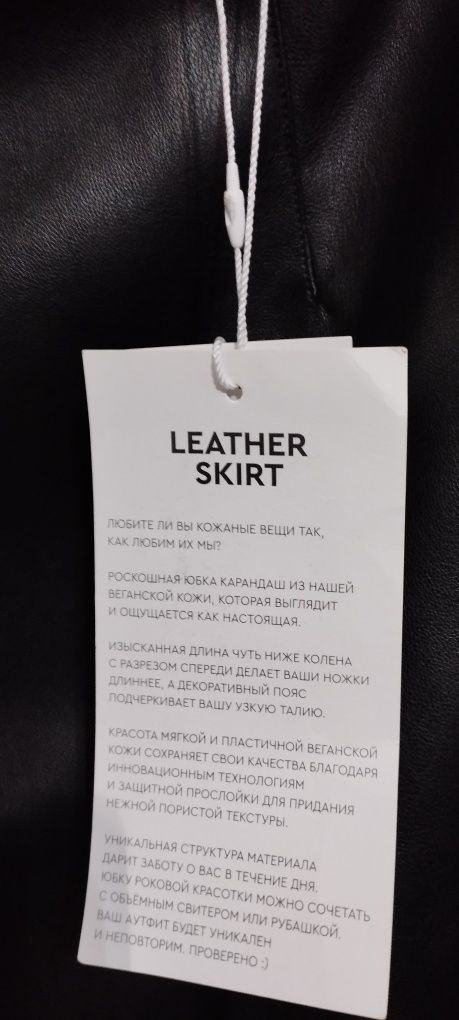 LEATHER
SKIRT
ЛЮБИТЕ ЛИ ВЫ КОЖАНЫЕ ВЕЩИ ТАК,
КАК ЛЮБИМ ИХ МЫ?
РОСКОШНАЯ ЮБКА КАРАНДАШ ИЗ НАШЕЙ
ВЕГАНСКОЙ КОЖИ, КОТОРАЯ ВЫГЛЯДИТ
И ОЩУЩАЕТСЯ КАК НАСТОЯЩАЯ.
ИЗЫСКАННАЯ ДЛИНА ЧУТЬ НИЖЕ КОЛЕНА
С РАЗРЕЗОМ СПЕРЕДИ ДЕЛАЕТ ВАШИ НОЖКИ
ДЛИННЕЕ, А ДЕКОРАТИВНЫЙ ПОЯС
ПОДЧЕРКИВАЕТ ВАШУ УЗКУЮ ТАЛИЮ.
КРАСОТА МЯГКОЙ И ПЛАСТИЧНОЙ ВЕГАНСКОЙ
КОЖИ СОХРАНЯЕТ СВОИ КАЧЕСТВА БЛАГОДАРЯ
ИННОВАЦИОННЫМ ТЕХНОЛОГИЯМ
И ЗАЩИТНОЙ ПРОСЛОЙКИ ДЛЯ ПРИДАНИЯ
НЕЖНОЙ ПОРИСТОЙ ТЕКСТУРЫ.
УНИКАЛЬНАЯ СТРУКТУРА МАТЕРИАЛА
ДАРИТ ЗАБОТУ О ВАС В ТЕЧЕНИЕ ДНЯ.
ЮБКУ РОКОВОЙ КРАСОТКИ МОЖНО СОЧЕТАТЬ
С ОБЪЁМНЫМ СВИТЕРОМ ИЛИ РУБАШКОЙ.
ВАШ АУТФИТ БУДЕТ УНИКАЛЕН
И НЕПОВТОРИМ. ПРОВЕРЕНО :)